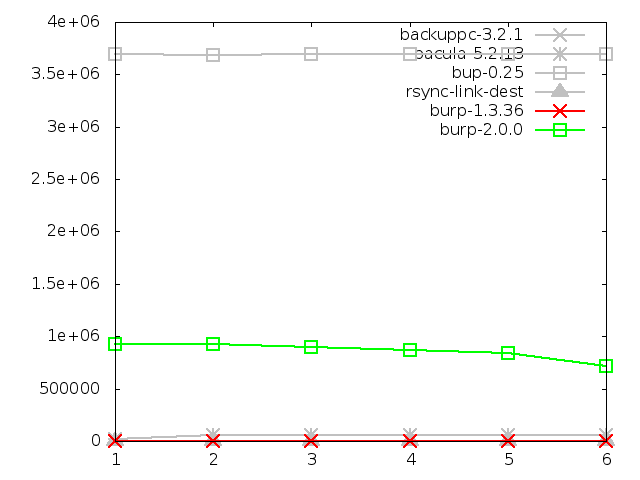 4e+06
3.5e+06
3e+06
2.5e+06
2e+06
1.5e+06
1e+06
500000
0
1 2 3 4 5 6
backuppc-3.2.1
bacula-5.2.13
bup-0.25
rsync-link-dest
burp-1.3.36
burp-2.0.0